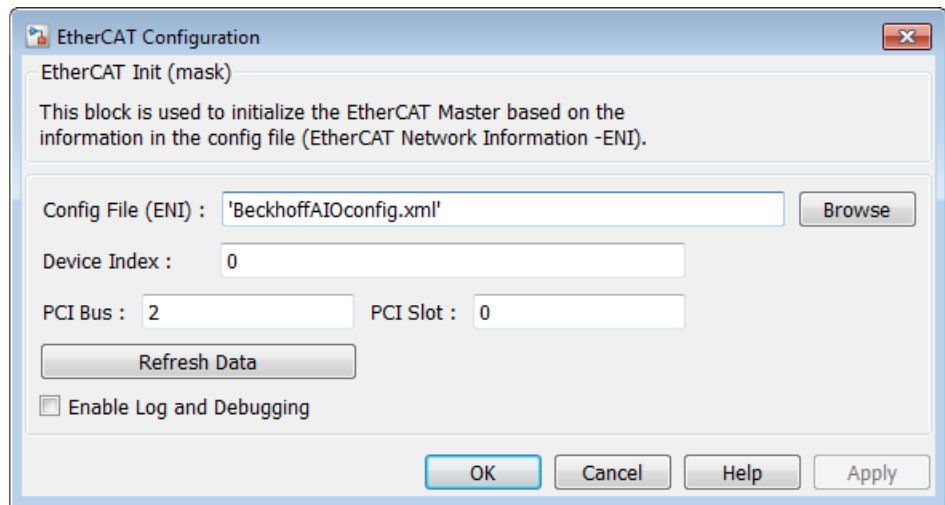 EtherCAT Configuration
EtherCAT Init (mask)
This block is used to initialize the EtherCAT Master based on the
information in the config file (EtherCAT Network Information -ENI).
Config File (ENI) : 'BeckhoffAIOconfig.xml' Browse
Device Index : 0
PCI Bus : 2 PCI Slot : 0
Refresh Data
Enable Log and Debugging
OK Cancel Help Apply